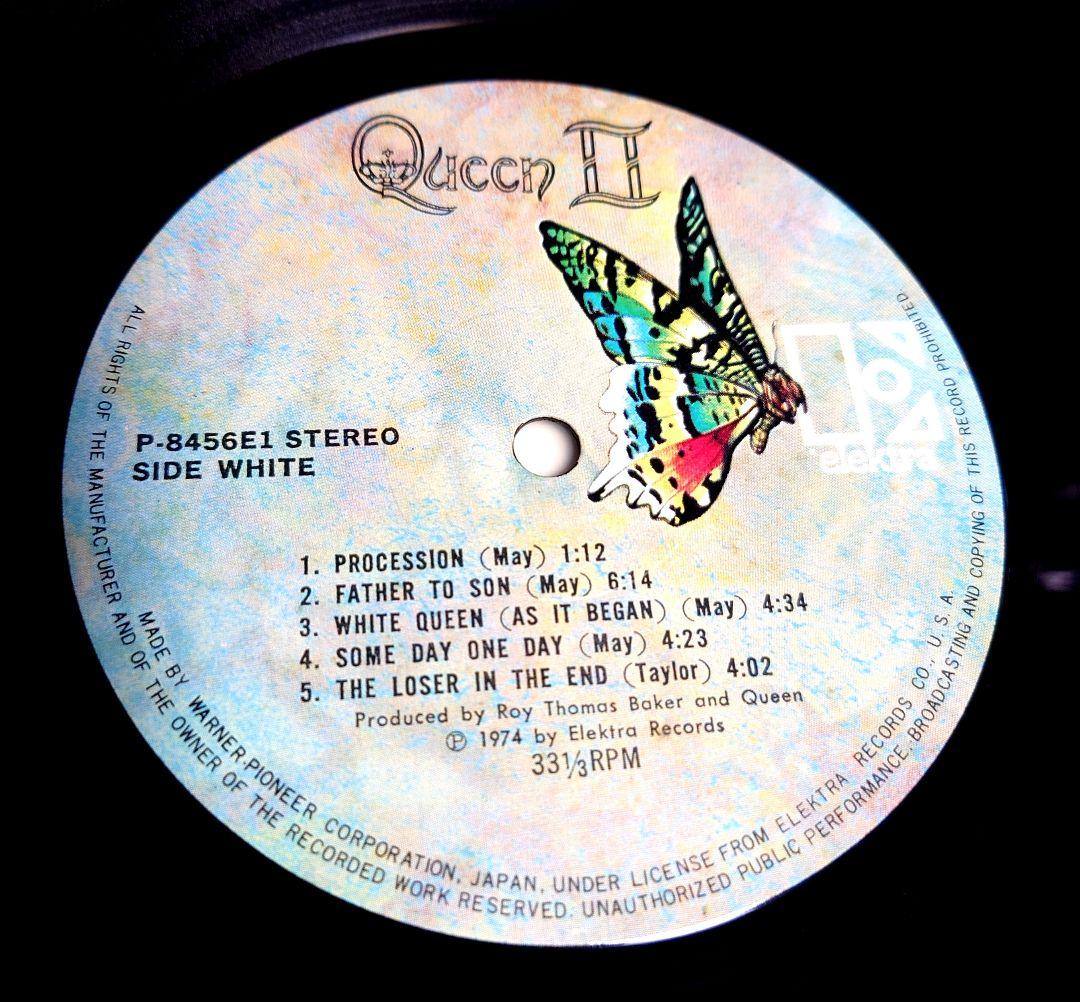 Queen II
elektra
P-8456E1 STEREO
SIDE WHITE
1. PROCESSION (May) 1:12
2. FATHER TO SON (May) 6:14
3. WHITE QUEEN (AS IT BEGAN) (May) 4:34
4. SOME DAY ONE DAY (May) 4:23
5. THE LOSER IN THE END (Taylor) 4:02
Produced by Roy Thomas Baker and Queen
Ⓟ 1974 by Elektra Records
33⅓RPM
MADE BY WARNER-PIONEER CORPORATION, JAPAN, UNDER LICENSE FROM ELEKTRA RECORDS CO., U. S. A.
ALL RIGHTS OF THE MANUFACTURER AND OF THE OWNER OF THE RECORDED WORK RESERVED. UNAUTHORIZED PUBLIC PERFORMANCE, BROADCASTING AND COPYING OF THIS RECORD PROHIBITED.